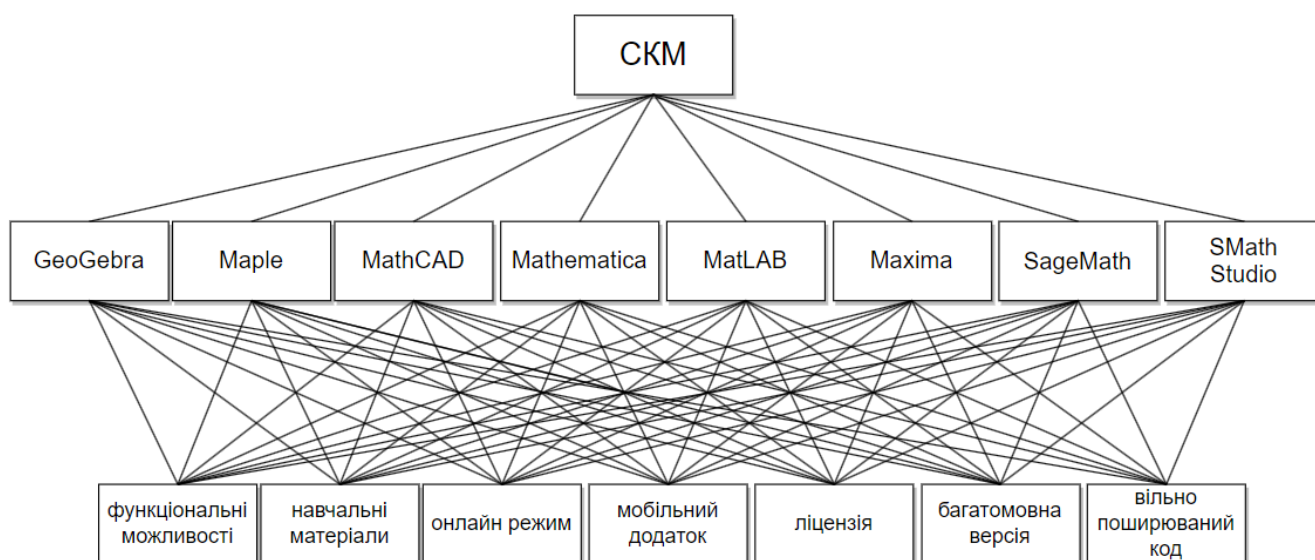 СКМ
GeoGebra
Maple
MathCAD
Mathematica
MatLAB
Maxima
SageMath
SMath
Studio
функціональні
можливості
навчальні
матеріали
онлайн режим
мобільний
додаток
ліцензія
багатомовна
версія
вільно
поширюваний
код